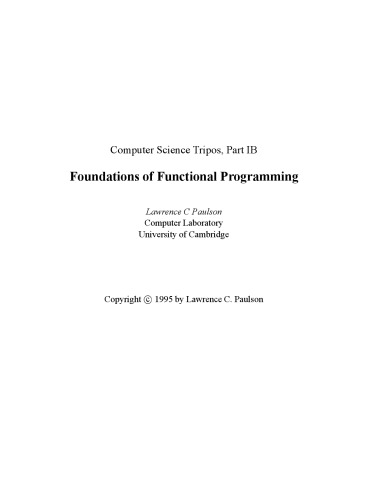 Computer Science Tripos, Part IB
Foundations of Functional Programming
Lawrence C Paulson
Computer Laboratory
University of Cambridge
Copyright © 1995 by Lawrence C. Paulson